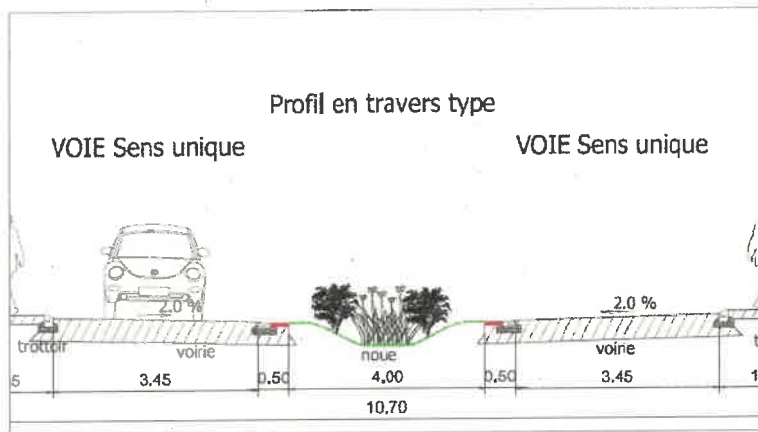 Profil en travers type
VOIE Sens unique
VOIE Sens unique
2.0 %
2.0 %
trottoir
voirie
noue
voirie
t
5
3.45
0.50
4.00
0.50
3.45
1
10.70